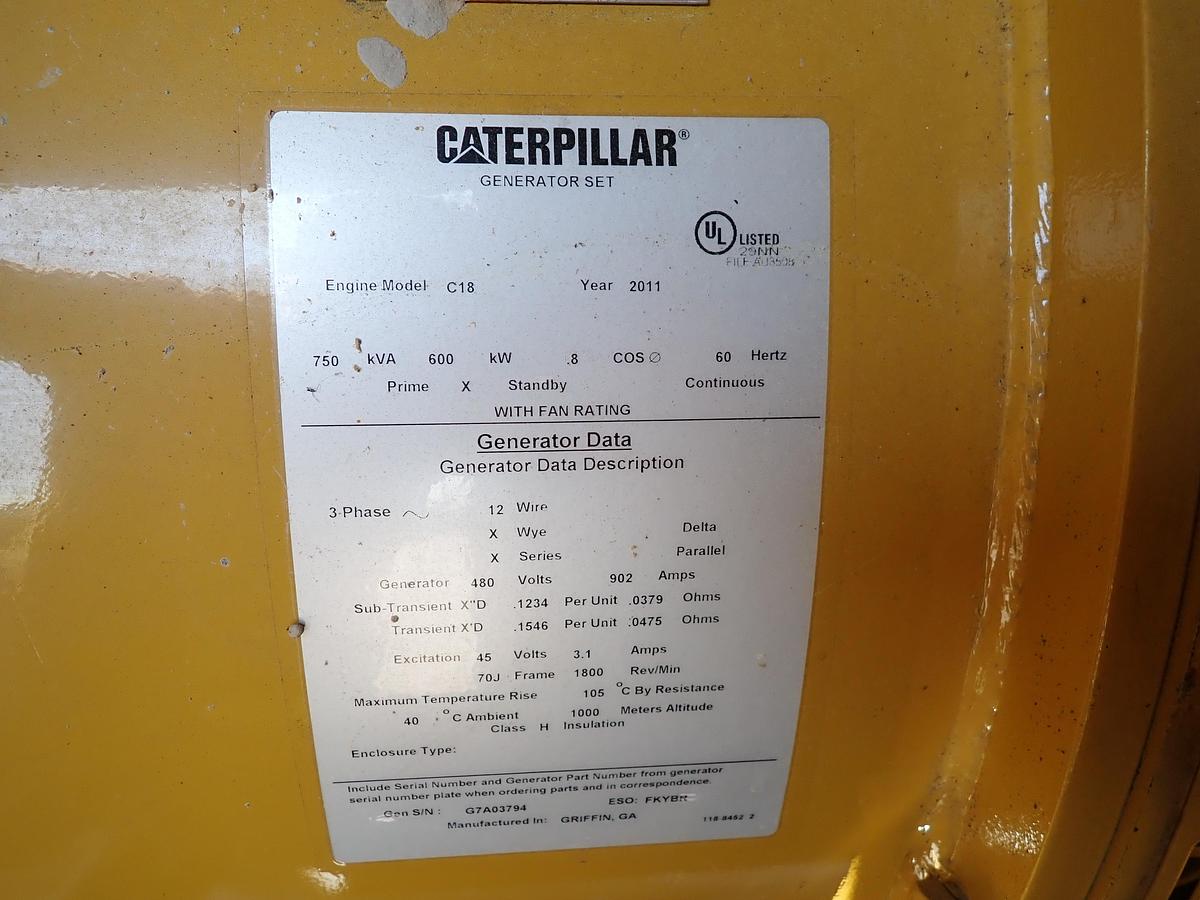 CATERPILLAR®
GENERATOR SET
UL LISTED
29NN
Engine Model C18 Year 2011
750 kVA 600 kW .8 COS ∅ 60 Hertz
Prime X Standby Continuous
WITH FAN RATING
Generator Data
Generator Data Description
3-Phase 12 Wire
X Wye Delta
X Series Parallel
Generator 480 Volts 902 Amps
Sub-Transient X"D .1234 Per Unit .0379 Ohms
Transient X'D .1546 Per Unit .0475 Ohms
Excitation 45 Volts 3.1 Amps
70J Frame 1800 Rev/Min
Maximum Temperature Rise 105 °C By Resistance
40 °C Ambient 1000 Meters Altitude
Class H Insulation
Enclosure Type:
Include Serial Number and Generator Part Number from generator
serial number plate when ordering parts and in correspondence.
Gen S/N : G7A03794 ESO:
Manufactured In: GRIFFIN, GA 118-8452 2